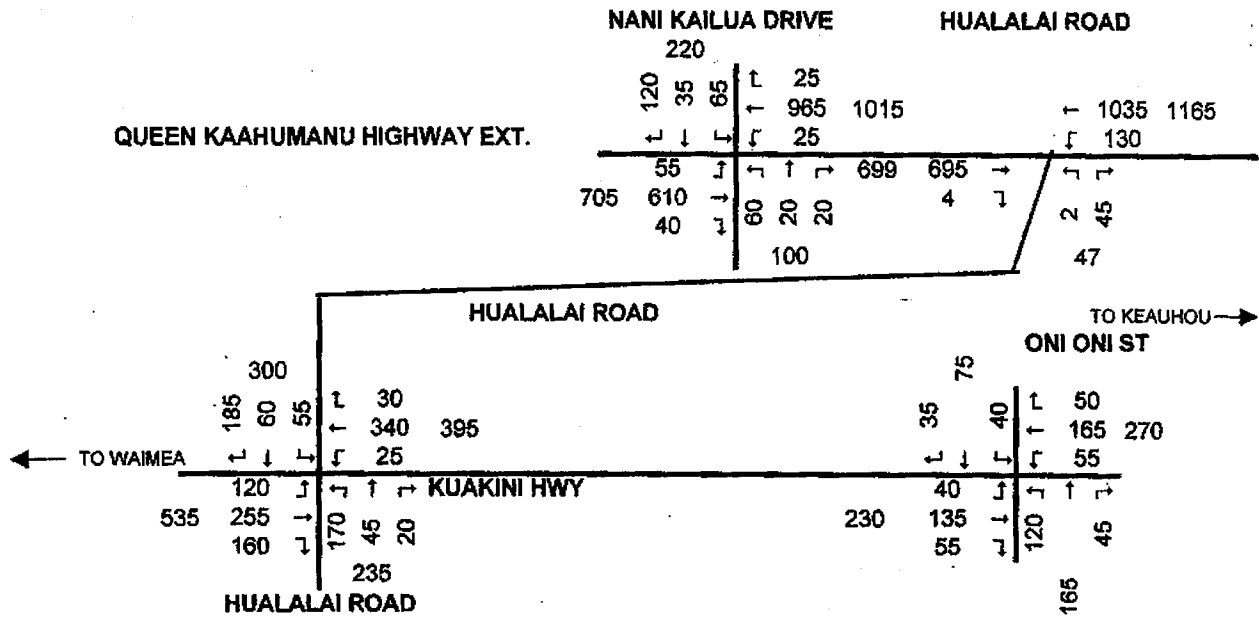 NANI KAILUA DRIVE HUALALAI ROAD
220
120 35 65 25
965 1015 1035 1165
QUEEN KAAHUMANU HIGHWAY EXT. 25 130
55 699 695
705 610 60 20 20 4 2 45
40
100 47
HUALALAI ROAD
TO KEAUHOU
ONI ONI ST
300 75
185 60 55 30 35 40 50
340 395 165 270
TO WAIMEA 25 55
120 KUAKINI HWY 40
535 255 170 45 20 230 135 120 45
160 55
235
HUALALAI ROAD 165